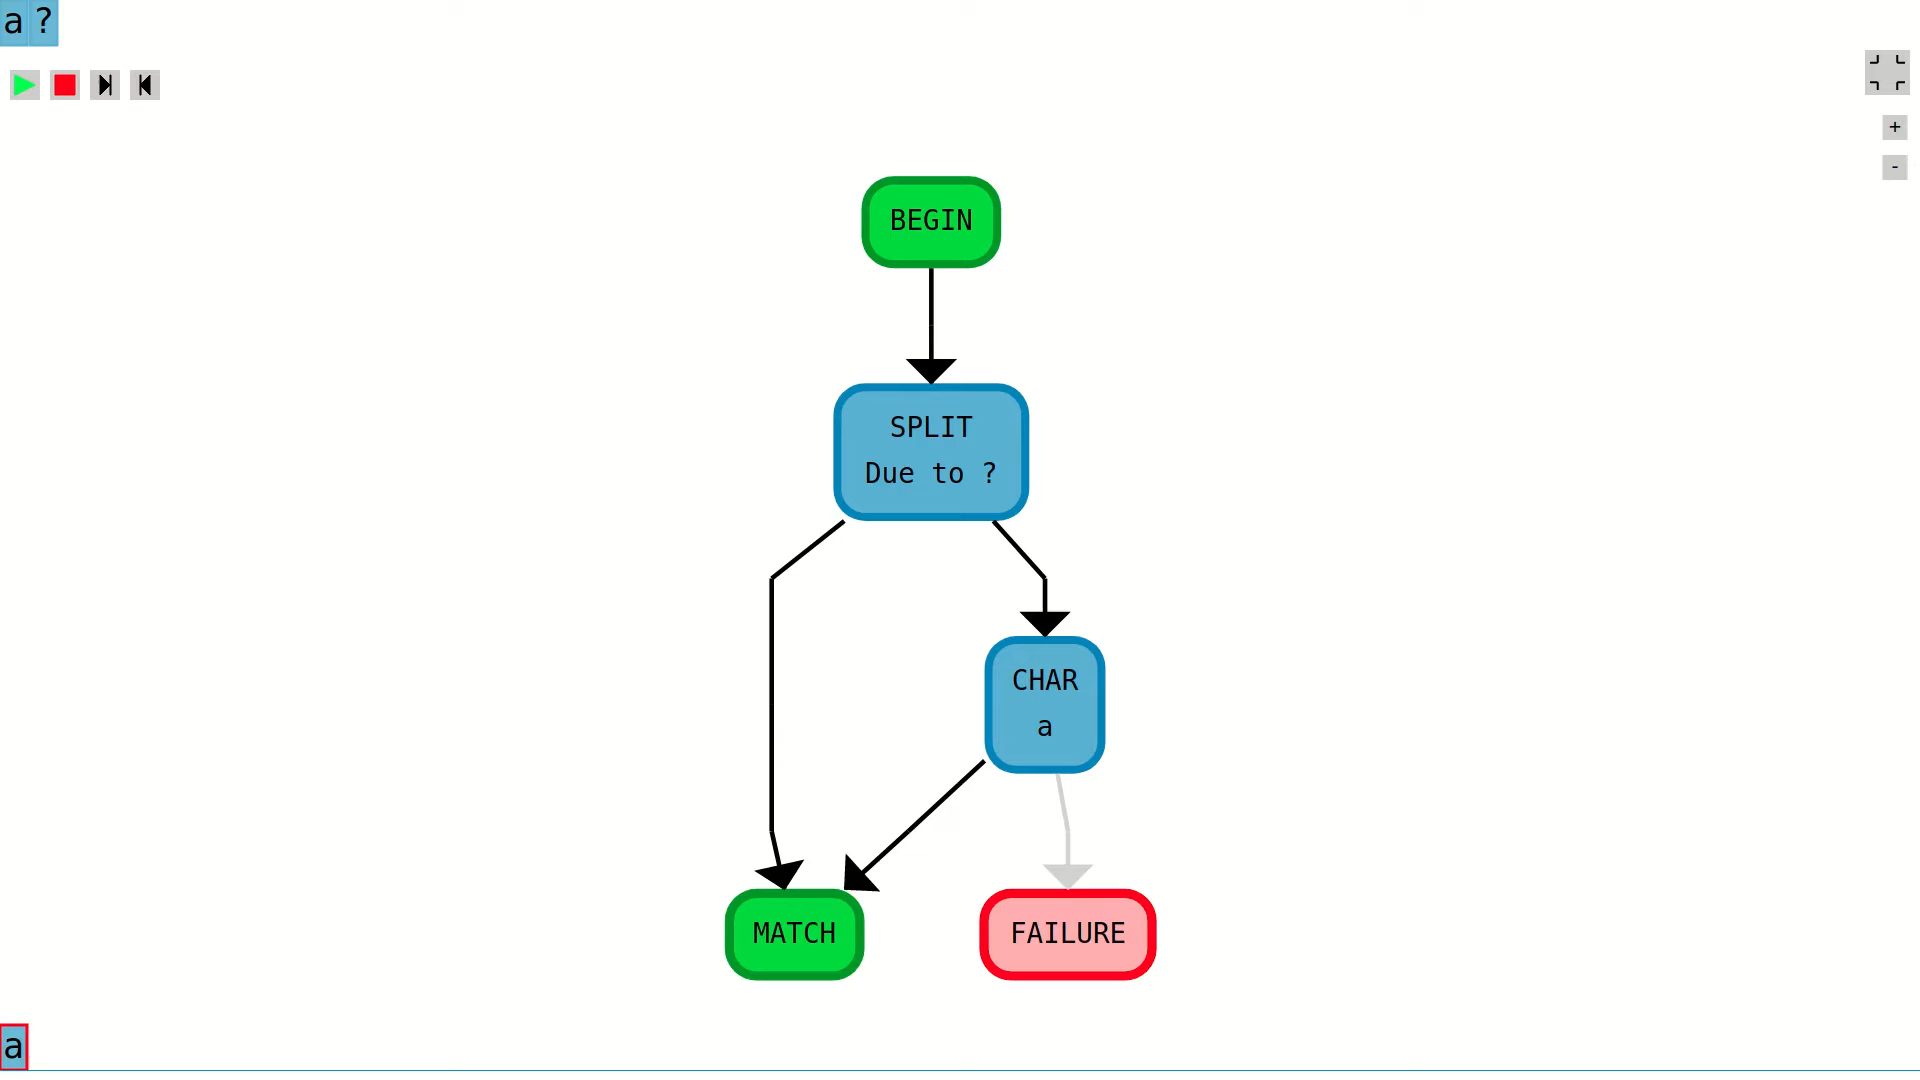 a?
+
-
BEGIN
SPLIT
Due to ?
CHAR
a
MATCH
FAILURE
a